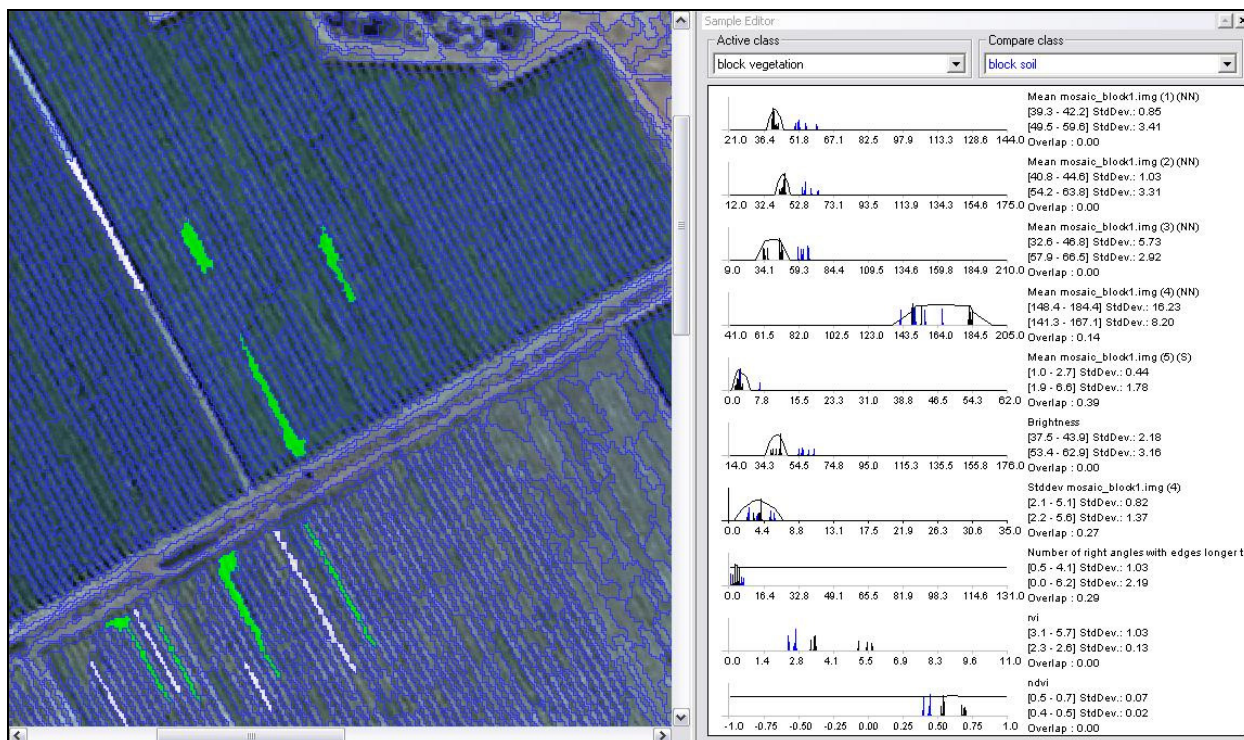 Sample Editor
Active class
Compare class
block vegetation
block soil
Mean mosaic_block1.img (1) (NN)
[39.3 - 42.2] StdDev.: 0.85
[49.5 - 59.6] StdDev.: 3.41
21.0 36.4 51.8 67.1 82.5 97.9 113.3 128.6 144.0
Overlap : 0.00
Mean mosaic_block1.img (2) (NN)
[40.8 - 44.6] StdDev.: 1.03
[54.2 - 63.8] StdDev.: 3.31
12.0 32.4 52.8 73.1 93.5 113.9 134.3 154.6 175.0
Overlap : 0.00
Mean mosaic_block1.img (3) (NN)
[32.6 - 46.8] StdDev.: 5.73
[57.9 - 66.5] StdDev.: 2.92
9.0 34.1 59.3 84.4 109.5 134.6 159.8 184.9 210.0
Overlap : 0.00
Mean mosaic_block1.img (4) (NN)
[148.4 - 184.4] StdDev.: 16.23
[141.3 - 167.1] StdDev.: 8.20
41.0 61.5 82.0 102.5 123.0 143.5 164.0 184.5 205.0
Overlap : 0.14
Mean mosaic_block1.img (5) (S)
[1.0 - 2.7] StdDev.: 0.44
[1.9 - 6.6] StdDev.: 1.78
0.0 7.8 15.5 23.3 31.0 38.8 46.5 54.3 62.0
Overlap : 0.39
Brightness
[37.5 - 43.9] StdDev.: 2.18
[53.4 - 62.9] StdDev.: 3.16
14.0 34.3 54.6 74.8 95.0 115.3 135.5 155.8 176.0
Overlap : 0.00
Stddev mosaic_block1.img (4)
[2.1 - 5.1] StdDev.: 0.82
[2.2 - 5.6] StdDev.: 1.37
0.0 4.4 8.8 13.1 17.5 21.9 26.3 30.6 35.0
Overlap : 0.27
Number of right angles with edges longer t
[0.5 - 4.1] StdDev.: 1.03
[0.0 - 6.2] StdDev.: 2.19
0.0 16.4 32.8 49.1 65.5 81.9 98.3 114.6 131.0
Overlap : 0.29
rvi
[3.1 - 5.7] StdDev.: 1.03
[2.3 - 2.6] StdDev.: 0.13
0.0 1.4 2.8 4.1 5.5 6.9 8.3 9.6 11.0
Overlap : 0.00
ndvi
[0.5 - 0.7] StdDev.: 0.07
[0.4 - 0.5] StdDev.: 0.02
-1.0 -0.75 -0.50 -0.25 0.00 0.25 0.50 0.75 1.0
Overlap : 0.00